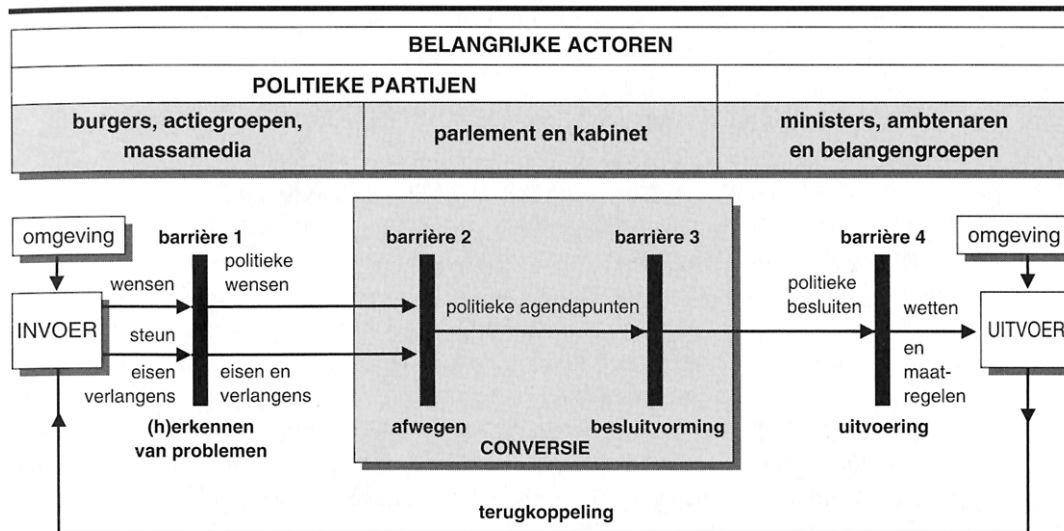 BELANGRIJKE ACTOREN
POLITIEKE PARTIJEN
burgers, actiegroepen,
massamedia
parlement en kabinet
ministers, ambtenaren
en belangengroepen
omgeving
INVOER
wensen
steun
eisen
verlangens
barrière 1
politieke
wensen
eisen en
verlangens
(h)erkennen
van problemen
barrière 2
afwegen
politieke agendapunten
barrière 3
besluitvorming
CONVERSIE
politieke
besluiten
barrière 4
uitvoering
wetten
en
maat-
regelen
omgeving
UITVOER
terugkoppeling